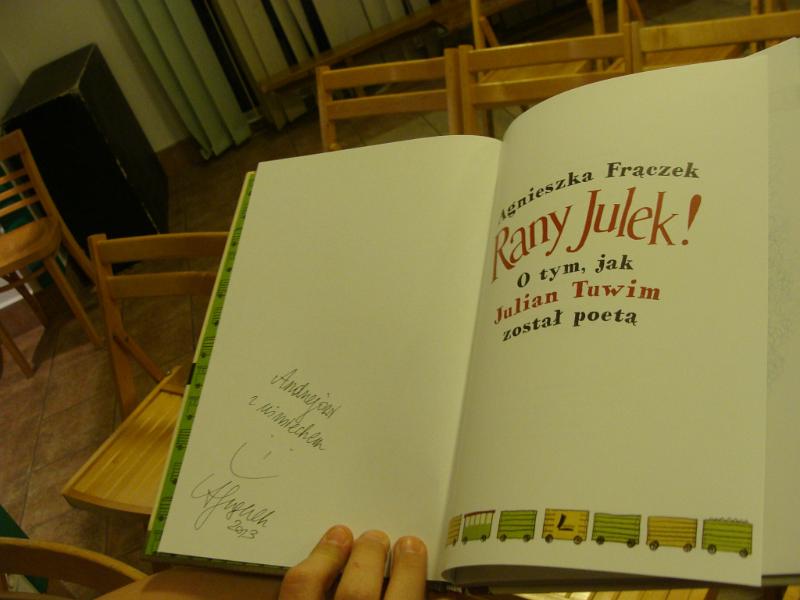 Andrzejowi
z uśmiechem
2013
Agnieszka Frączek
Rany Julek!
O tym, jak
Julian Tuwim
został poetą